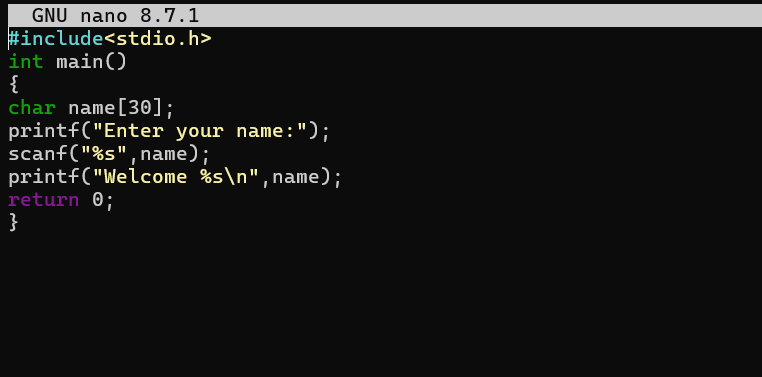 GNU nano 8.7.1
#include<stdio.h>
int main()
{
char name[30];
printf("Enter your name:");
scanf("%s",name);
printf("Welcome %s\n",name);
return 0;
}